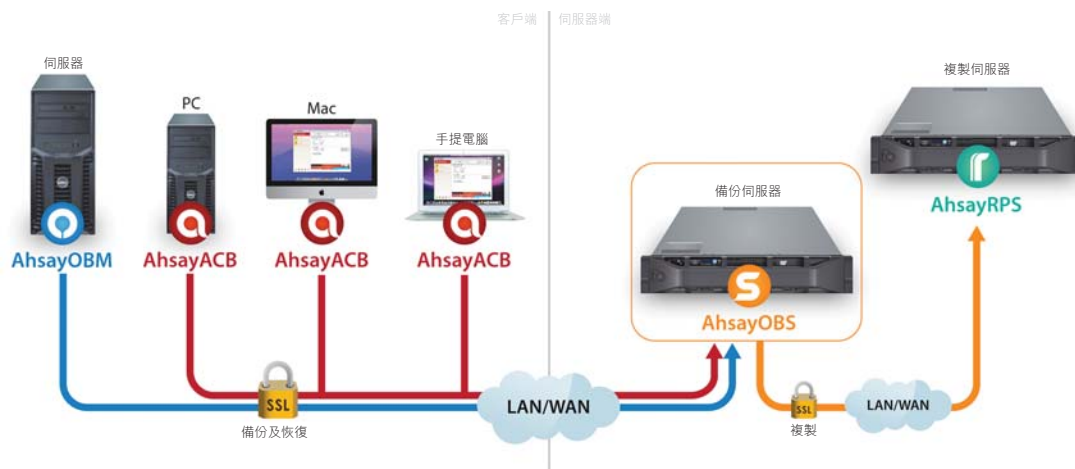 客戶端
伺服器端
伺服器
PC
Mac
手提電腦
AhsayOBM
AhsayACB
AhsayACB
AhsayACB
備份伺服器
AhsayOBS
複製伺服器
AhsayRPS
SSL
備份及恢復
LAN/WAN
SSL
複製
LAN/WAN